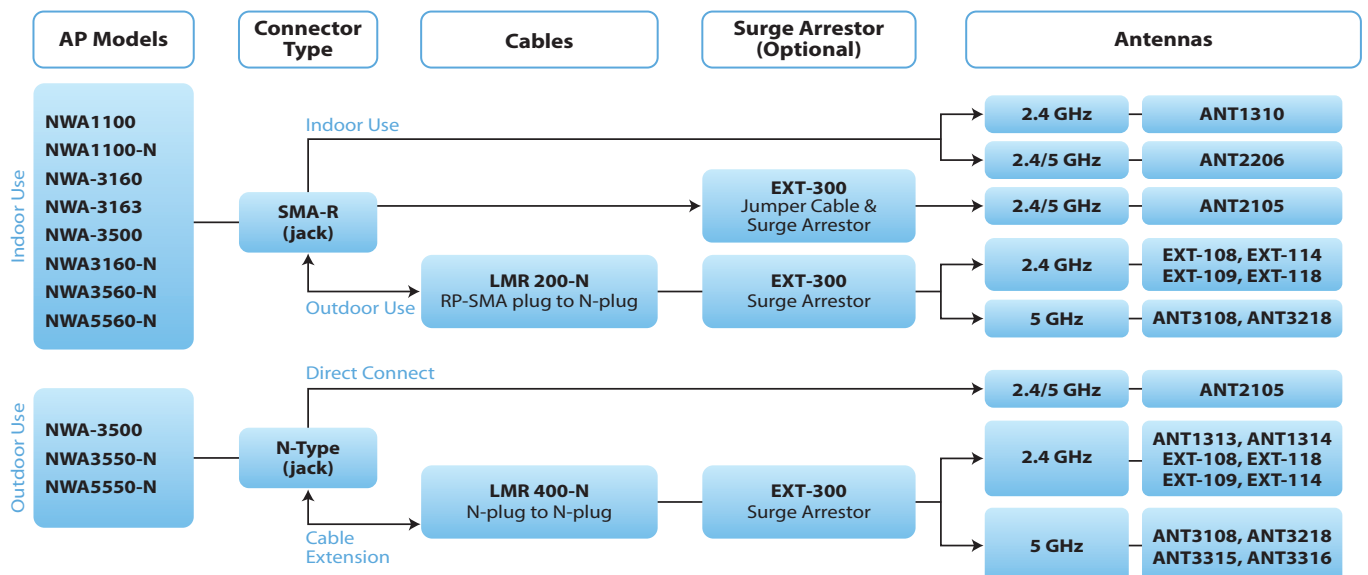 AP Models
Connector
Type
Cables
Surge Arrestor
(Optional)
Antennas
Indoor Use
NWA1100
NWA1100-N
NWA-3160
NWA-3163
NWA-3500
NWA3160-N
NWA3560-N
NWA5560-N
SMA-R
(jack)
Indoor Use
2.4 GHz
ANT1310
2.4/5 GHz
ANT2206
EXT-300
Jumper Cable &
Surge Arrestor
2.4/5 GHz
ANT2105
Outdoor Use
LMR 200-N
RP-SMA plug to N-plug
EXT-300
Surge Arrestor
2.4 GHz
EXT-108, EXT-114
EXT-109, EXT-118
5 GHz
ANT3108, ANT3218
Outdoor Use
NWA-3500
NWA3550-N
NWA5550-N
N-Type
(jack)
Direct Connect
2.4/5 GHz
ANT2105
Cable
Extension
LMR 400-N
N-plug to N-plug
EXT-300
Surge Arrestor
2.4 GHz
ANT1313, ANT1314
EXT-108, EXT-118
EXT-109, EXT-114
5 GHz
ANT3108, ANT3218
ANT3315, ANT3316